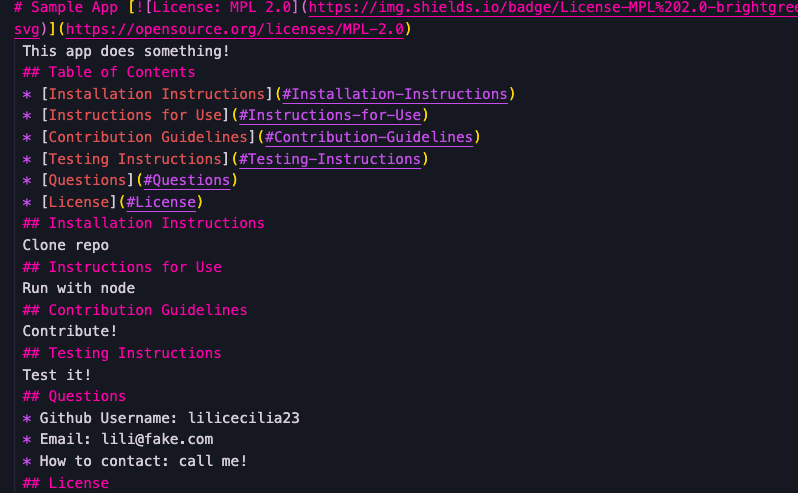 # Sample App [![License: MPL 2.0](https://img.shields.io/badge/License-MPL%202.0-brightgree
svg)](https://opensource.org/licenses/MPL-2.0)
This app does something!
## Table of Contents
* [Installation Instructions](#Installation-Instructions)
* [Instructions for Use](#Instructions-for-Use)
* [Contribution Guidelines](#Contribution-Guidelines)
* [Testing Instructions](#Testing-Instructions)
* [Questions](#Questions)
* [License](#License)
## Installation Instructions
Clone repo
## Instructions for Use
Run with node
## Contribution Guidelines
Contribute!
## Testing Instructions
Test it!
## Questions
* Github Username: lilicecilia23
* Email: lili@fake.com
* How to contact: call me!
## License